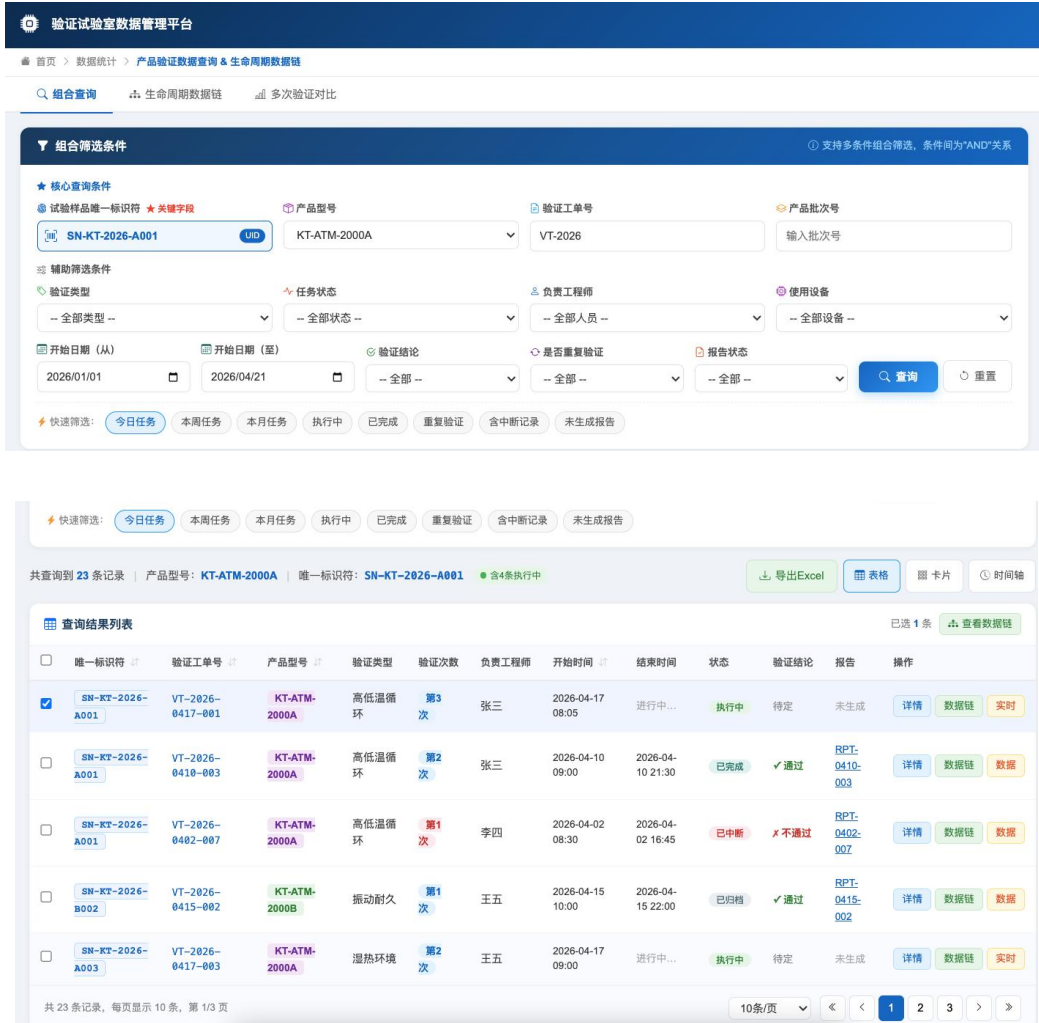 验证试验室数据管理平台
首页 > 数据统计 > 产品验证数据查询 & 生命周期数据链
组合查询 生命周期数据链 多次验证对比
组合筛选条件 支持多条件组合筛选，条件间为"AND"关系
核心查询条件
试验样品唯一标识符 ★ 关键字段 产品型号 验证工单号 产品批次号
SN-KT-2026-A001 UID KT-ATM-2000A VT-2026 输入批次号
辅助筛选条件
验证类型 任务状态 负责工程师 使用设备
-- 全部类型 -- -- 全部状态 -- -- 全部人员 -- -- 全部设备 --
开始日期（从） 开始日期（至） 验证结论 是否重复验证 报告状态
2026/01/01 2026/04/21 -- 全部 -- -- 全部 -- -- 全部 -- 查询 重置
快速筛选： 今日任务 本周任务 本月任务 执行中 已完成 重复验证 含中断记录 未生成报告
快速筛选： 今日任务 本周任务 本月任务 执行中 已完成 重复验证 含中断记录 未生成报告
共查询到 23 条记录 | 产品型号：KT-ATM-2000A | 唯一标识符：SN-KT-2026-A001 含4条执行中 导出Excel 表格 卡片 时间轴
查询结果列表 已选 1 条 查看数据链
唯一标识符 验证工单号 产品型号 验证类型 验证次数 负责工程师 开始时间 结束时间 状态 验证结论 报告 操作
SN-KT-2026- VT-2026- KT-ATM- 高低温循 第3 2026-04-17
张三 进行中... 执行中 待定 未生成 详情 数据链 实时
A001 0417-001 2000A 环 次 08:05
RPT-
SN-KT-2026- VT-2026- KT-ATM- 高低温循 第2 2026-04-10 2026-04-
张三 已完成 ✓通过 0410- 详情 数据链 数据
A001 0410-003 2000A 环 次 09:00 10 21:30
003
RPT-
SN-KT-2026- VT-2026- KT-ATM- 高低温循 第1 2026-04-02 2026-04-
李四 已中断 ✗不通过 0402- 详情 数据链 数据
A001 0402-007 2000A 环 次 08:30 02 16:45
007
RPT-
SN-KT-2026- VT-2026- KT-ATM- 第1 2026-04-15 2026-04-
振动耐久 王五 已归档 ✓通过 0415- 详情 数据链 数据
B002 0415-002 2000B 次 10:00 15 22:00
002
SN-KT-2026- VT-2026- KT-ATM- 第2 2026-04-17
湿热环境 王五 进行中... 执行中 待定 未生成 详情 数据链 实时
A003 0417-003 2000A 次 09:00
共 23 条记录，每页显示 10 条，第 1/3 页 10条/页 « ‹ 1 2 3 › »